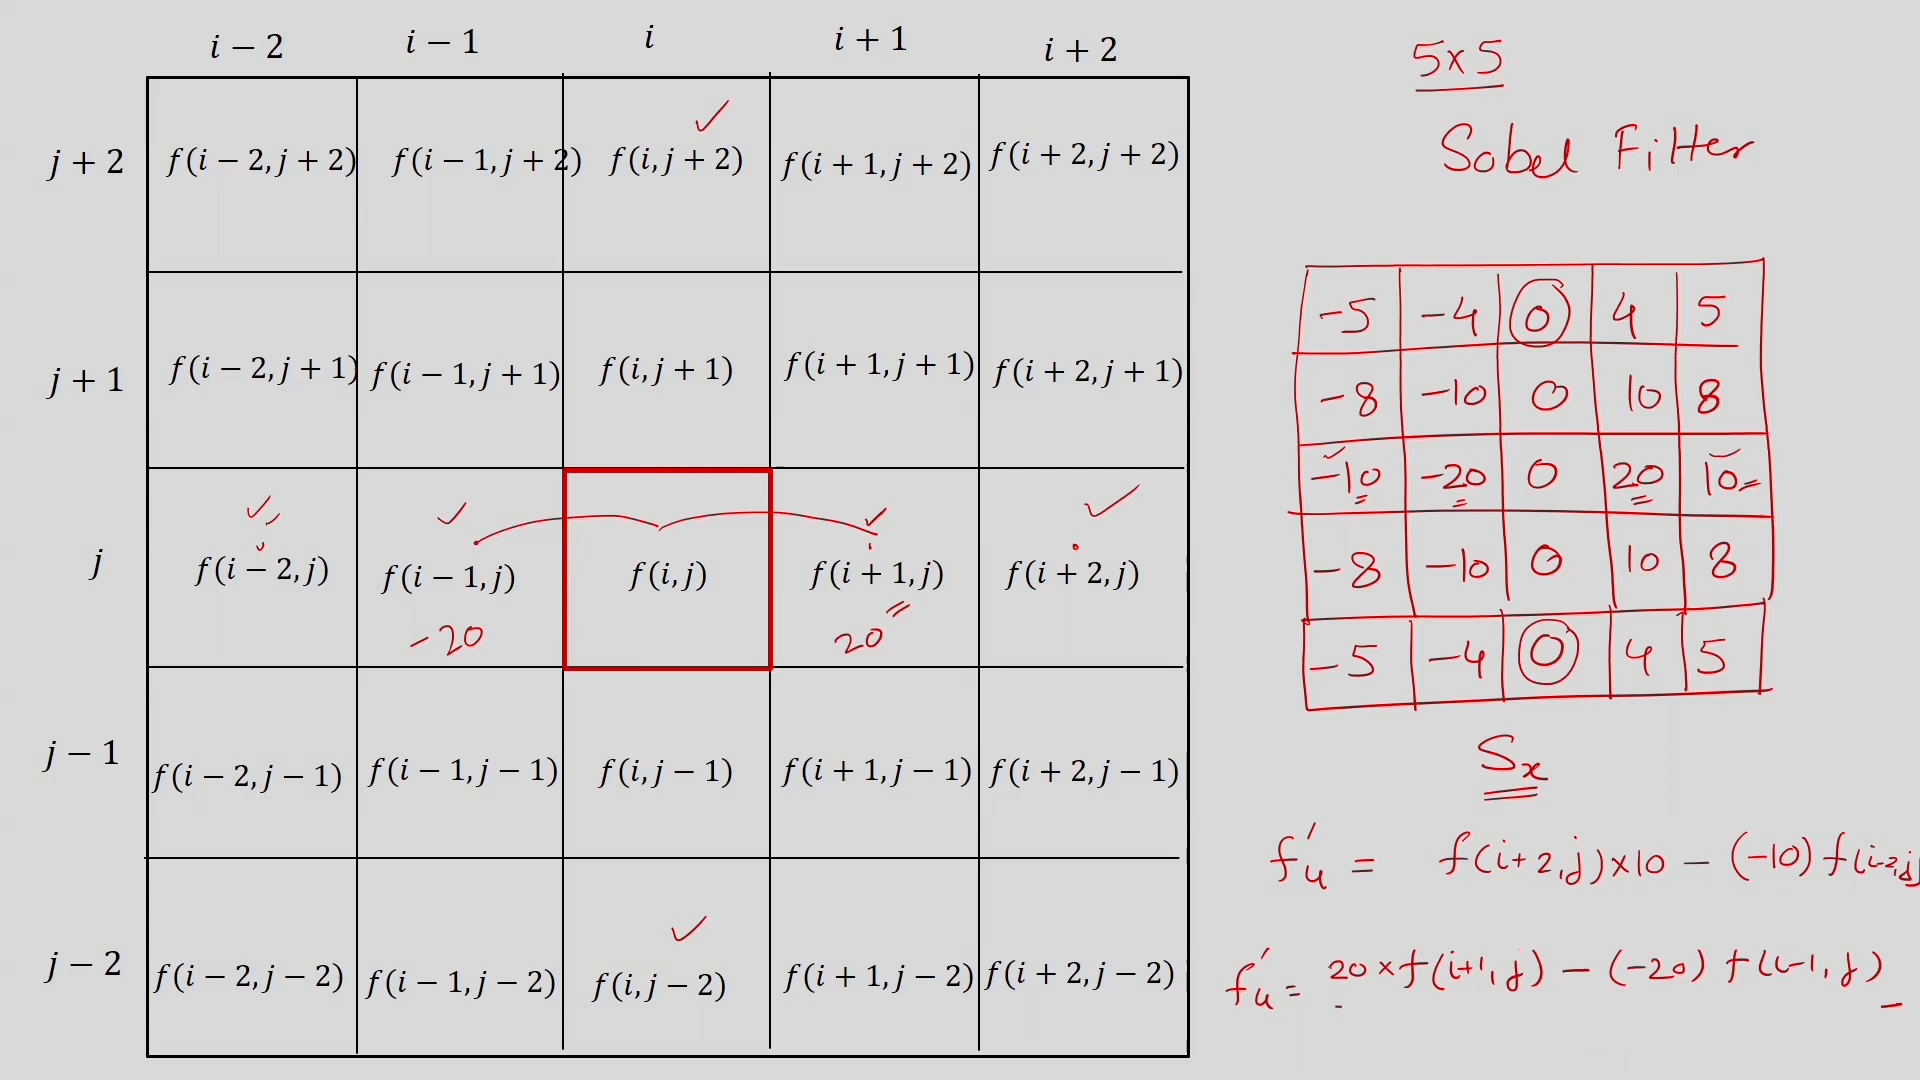 i − 2 i − 1 i i + 1 i + 2
j + 2 f(i − 2, j + 2) f(i − 1, j + 2) f(i, j + 2) f(i + 1, j + 2) f(i + 2, j + 2)
j + 1 f(i − 2, j + 1) f(i − 1, j + 1) f(i, j + 1) f(i + 1, j + 1) f(i + 2, j + 1)
j f(i − 2, j) f(i − 1, j) f(i, j) f(i + 1, j) f(i + 2, j)
−20 20
j − 1 f(i − 2, j − 1) f(i − 1, j − 1) f(i, j − 1) f(i + 1, j − 1) f(i + 2, j − 1)
j − 2 f(i − 2, j − 2) f(i − 1, j − 2) f(i, j − 2) f(i + 1, j − 2) f(i + 2, j − 2)
5×5
Sobel Filter
−5 −4 0 4 5
−8 −10 0 10 8
−10 −20 0 20 10
−8 −10 0 10 8
−5 −4 0 4 5
Sx
f'u = f(i+2,j)×10 − (−10) f(i−2,j)
f'u = 20×f(i+1,j) − (−20) f(i−1,j)